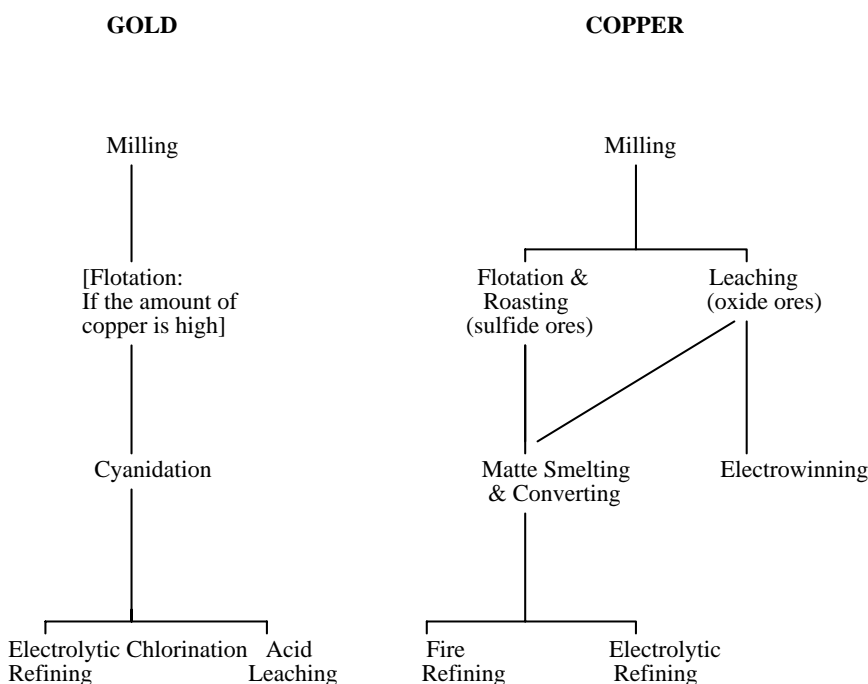 GOLD
COPPER
Milling
Milling
[Flotation:
If the amount of
copper is high]
Flotation &
Roasting
(sulfide ores)
Leaching
(oxide ores)
Cyanidation
Matte Smelting
& Converting
Electrowinning
Electrolytic
Refining
Chlorination
Acid
Leaching
Fire
Refining
Electrolytic
Refining